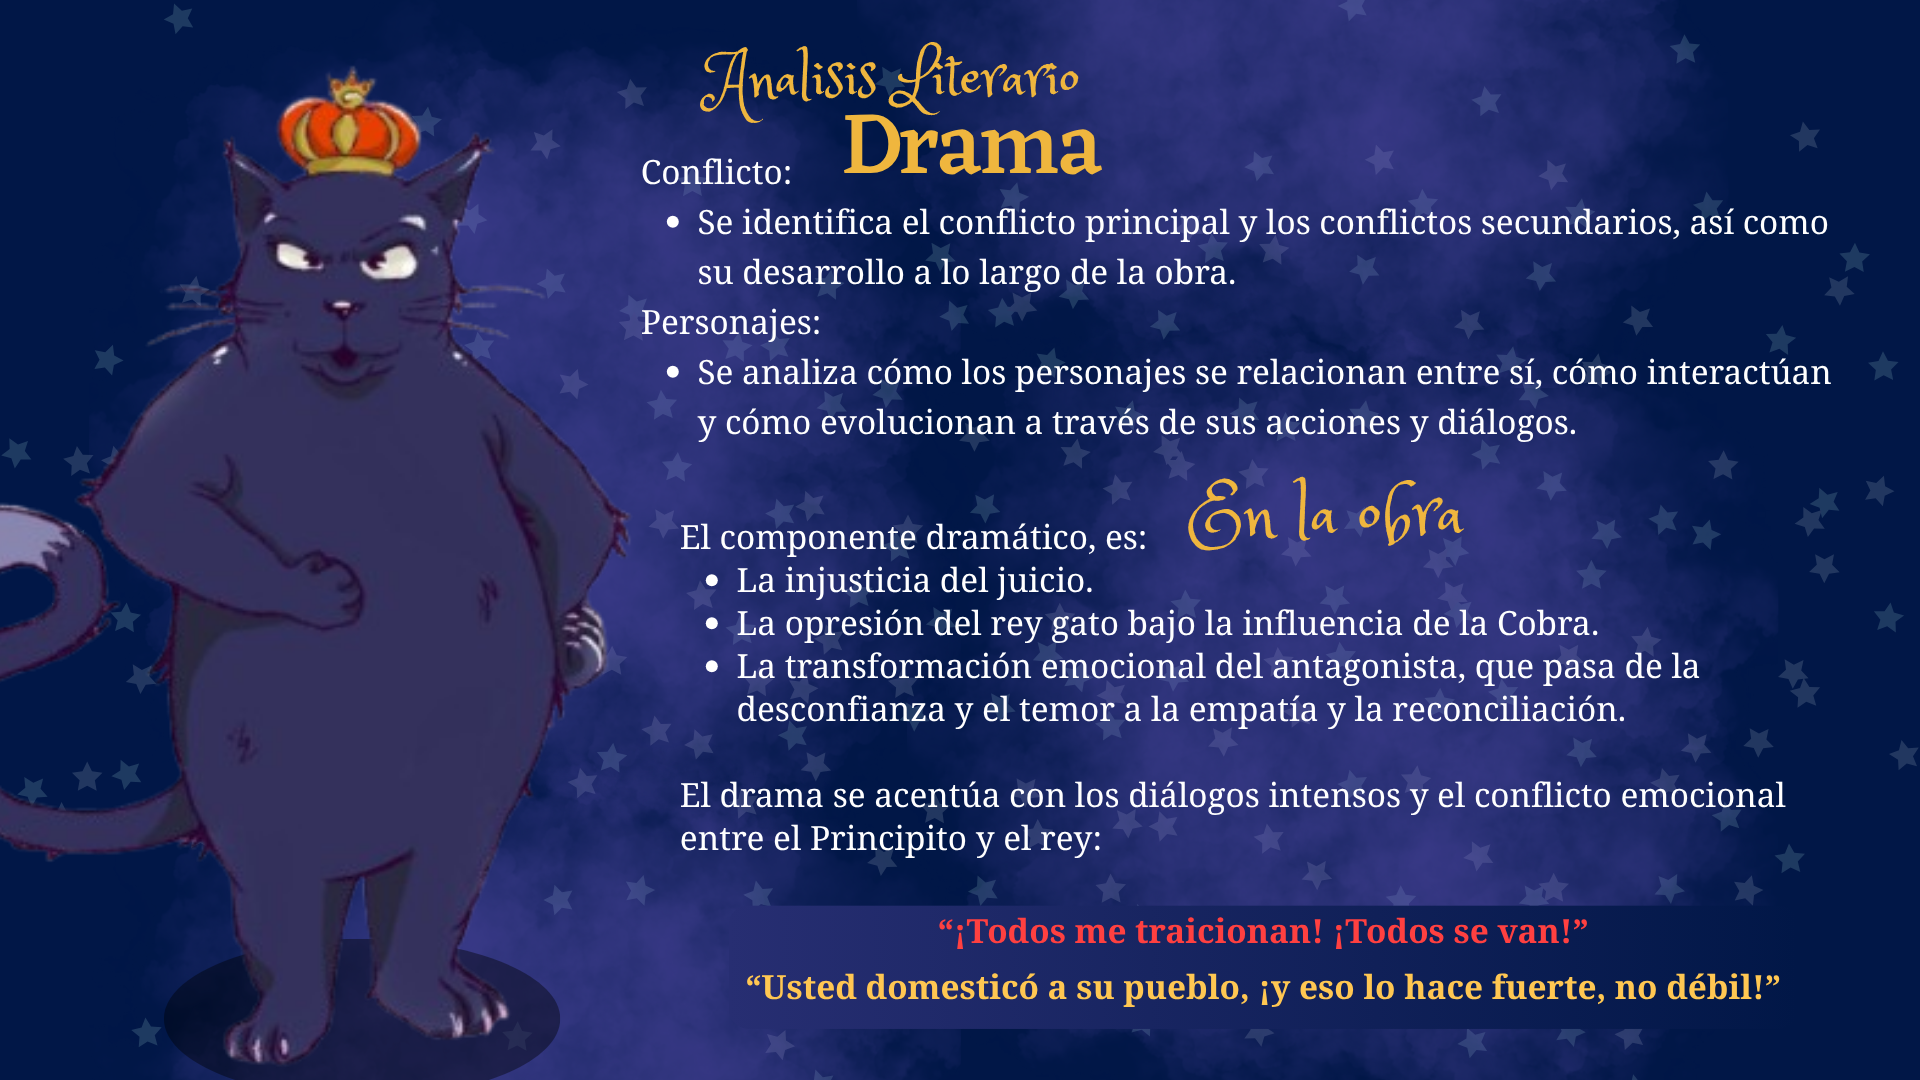 Analisis Literario
Drama
Conflicto:
• Se identifica el conflicto principal y los conflictos secundarios, así como
su desarrollo a lo largo de la obra.
Personajes:
• Se analiza cómo los personajes se relacionan entre sí, cómo interactúan
y cómo evolucionan a través de sus acciones y diálogos.
En la obra
El componente dramático, es:
• La injusticia del juicio.
• La opresión del rey gato bajo la influencia de la Cobra.
• La transformación emocional del antagonista, que pasa de la
desconfianza y el temor a la empatía y la reconciliación.
El drama se acentúa con los diálogos intensos y el conflicto emocional
entre el Principito y el rey:
“¡Todos me traicionan! ¡Todos se van!”
“Usted domesticó a su pueblo, ¡y eso lo hace fuerte, no débil!”